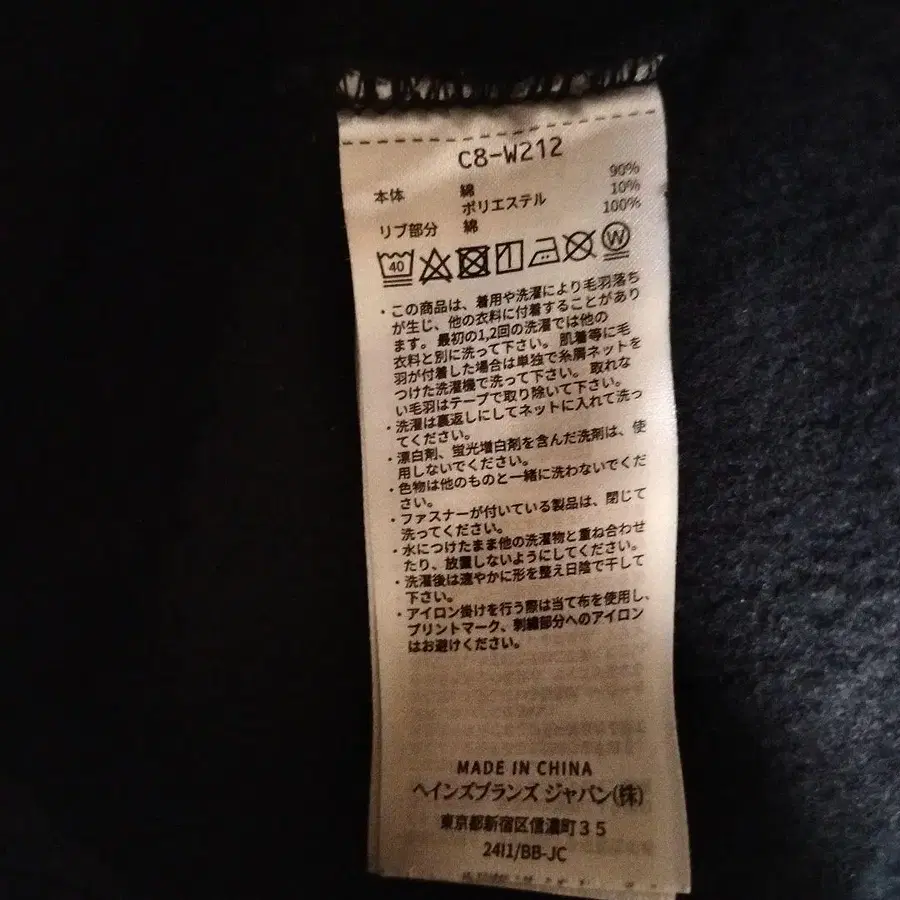 C8-W212
本体 綿 90%
ポリエステル 10%
リブ部分 綿 100%
40 W
・この商品は、着用や洗濯により毛羽落ち
が生じ、他の衣料に付着することがあり
ます。最初の1,2回の洗濯では他の
衣料と別に洗って下さい。肌着等に毛
羽が付着した場合は単独で糸屑ネットを
つけた洗濯機で洗って下さい。取れな
い毛羽はテープで取り除いて下さい。
・洗濯は裏返しにしてネットに入れて洗っ
てください。
・漂白剤、蛍光増白剤を含んだ洗剤は、使
用しないでください。
・色物は他のものと一緒に洗わないでくだ
さい。
・ファスナーが付いている製品は、閉じて
洗ってください。
・水につけたまま他の洗濯物と重ね合わせ
たり、放置しないようにしてください。
・洗濯後は速やかに形を整え日陰で干して
下さい。
・アイロン掛けを行う際は当て布を使用し、
プリントマーク、刺繍部分へのアイロン
はお避けください。
MADE IN CHINA
ヘインズブランズ ジャパン(株)
東京都新宿区信濃町35
24I1/BB-JC